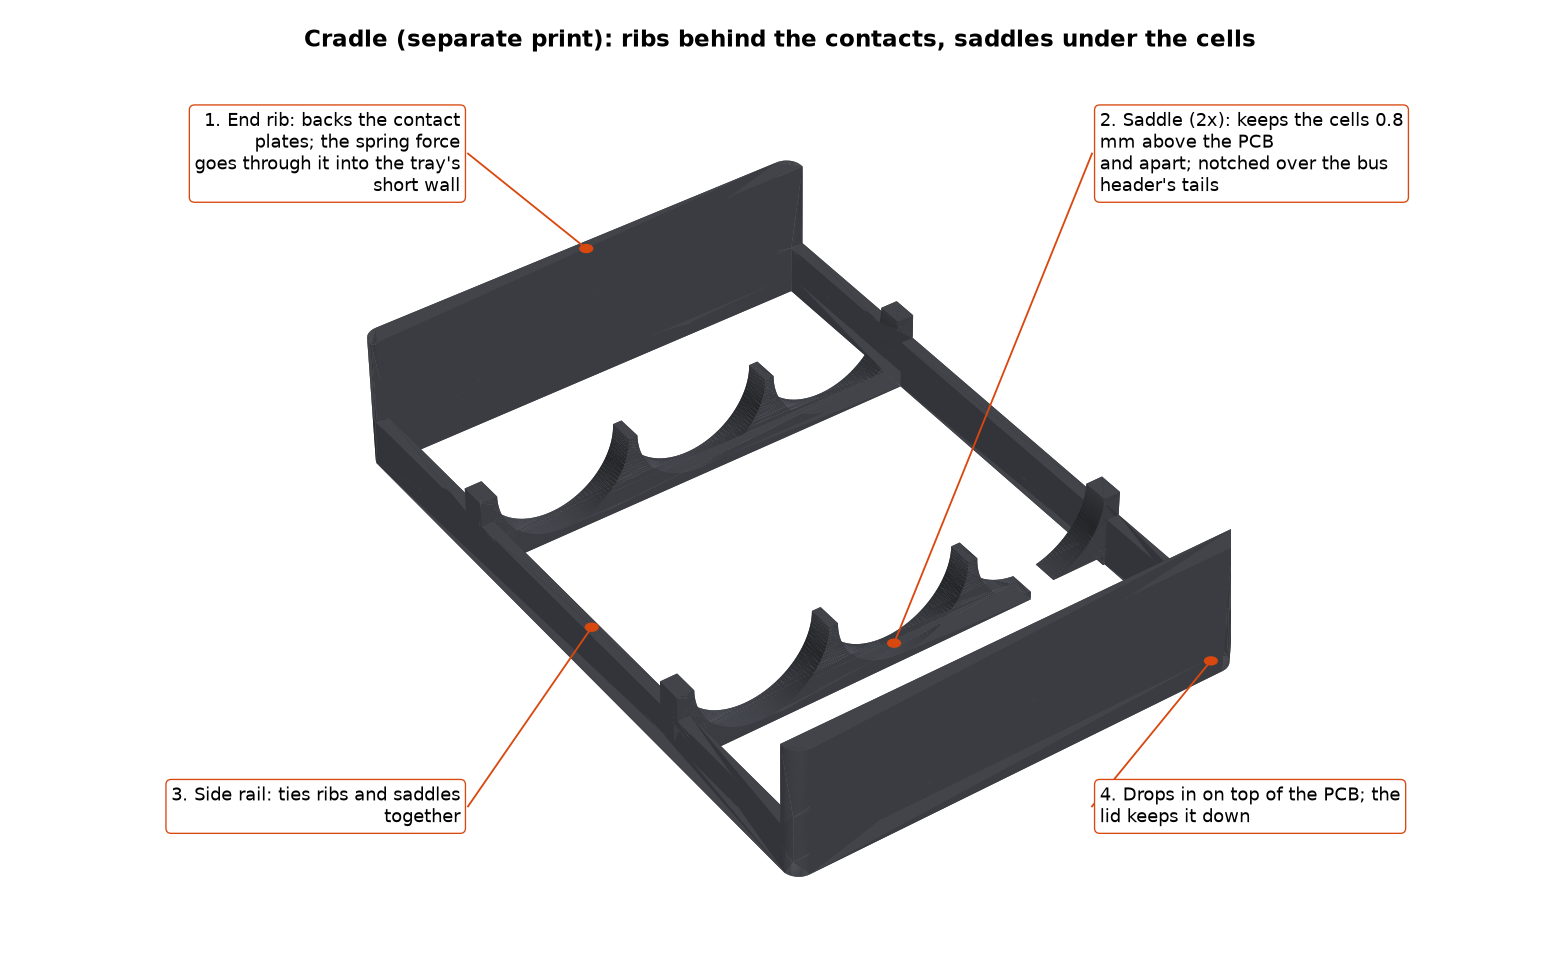 Cradle (separate print): ribs behind the contacts, saddles under the cells
1. End rib: backs the contact
plates; the spring force
goes through it into the tray's
short wall
2. Saddle (2x): keeps the cells 0.8
mm above the PCB
and apart; notched over the bus
header's tails
3. Side rail: ties ribs and saddles
together
4. Drops in on top of the PCB; the
lid keeps it down